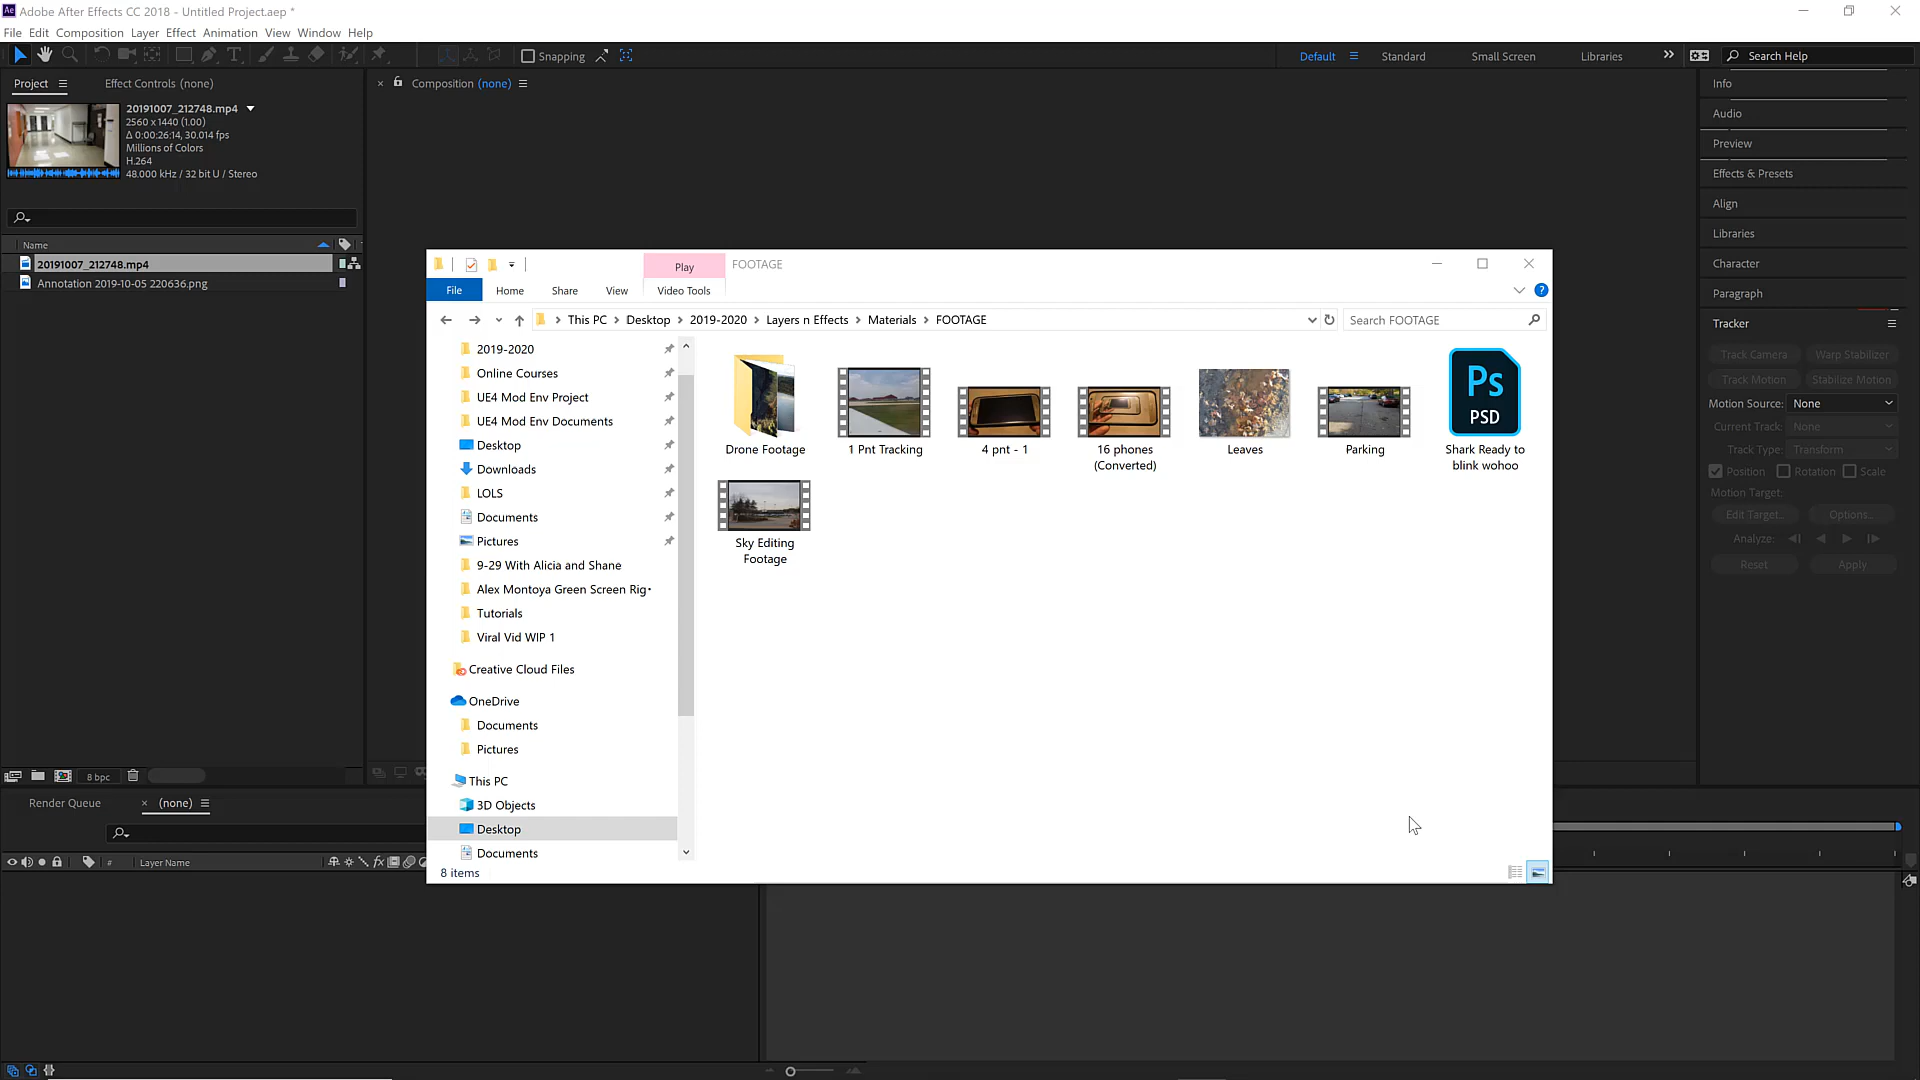 Ae Adobe After Effects CC 2018 - Untitled Project.aep *
File Edit Composition Layer Effect Animation View Window Help
Snapping
Default Standard Small Screen Libraries Search Help
Project Effect Controls (none)
× Composition (none)
20191007_212748.mp4
2560 x 1440 (1.00)
Δ 0:00:26:14, 30.014 fps
Millions of Colors
H.264
48.000 kHz / 32 bit U / Stereo
Name
20191007_212748.mp4
Annotation 2019-10-05 220636.png
8 bpc
Play FOOTAGE
File Home Share View Video Tools
This PC > Desktop > 2019-2020 > Layers n Effects > Materials > FOOTAGE
Search FOOTAGE
2019-2020
Online Courses
UE4 Mod Env Project
UE4 Mod Env Documents
Desktop
Downloads
LOLS
Documents
Pictures
9-29 With Alicia and Shane
Alex Montoya Green Screen Rig•
Tutorials
Viral Vid WIP 1
Creative Cloud Files
OneDrive
Documents
Pictures
This PC
3D Objects
Desktop
Documents
8 items
Drone Footage
1 Pnt Tracking
4 pnt - 1
16 phones
(Converted)
Leaves
Parking
Ps
PSD
Shark Ready to
blink wohoo
Sky Editing
Footage
Info
Audio
Preview
Effects & Presets
Align
Libraries
Character
Paragraph
Tracker
Track Camera Warp Stabilizer
Track Motion Stabilize Motion
Motion Source: None
Current Track: None
Track Type: Transform
Position Rotation Scale
Motion Target:
Edit Target... Options...
Analyze:
Reset Apply
Render Queue × (none)
# Layer Name
fx